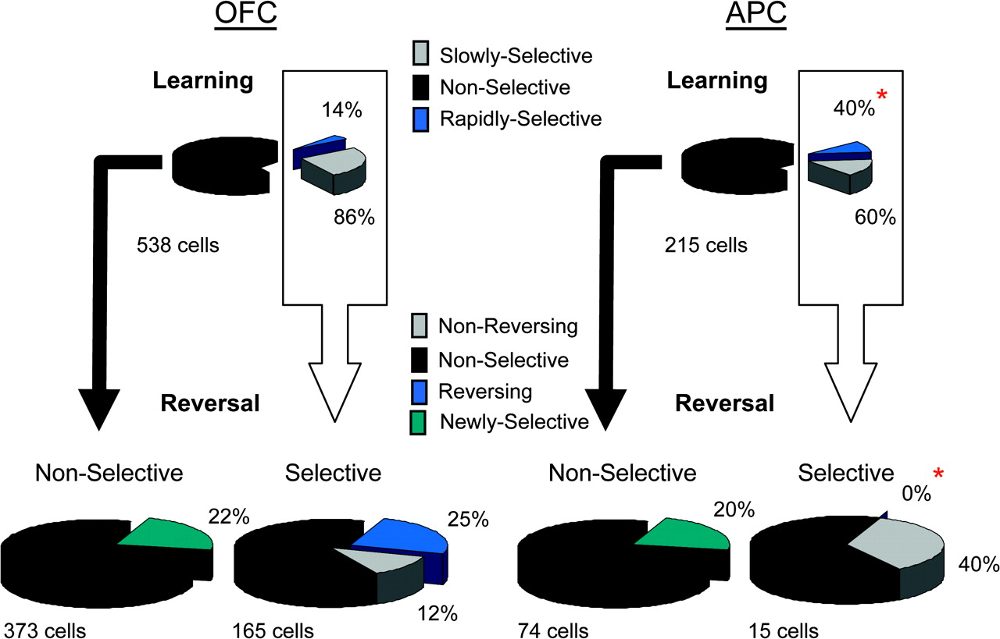 OFC
APC
Slowly-Selective
Non-Selective
Rapidly-Selective
Learning
14%
86%
538 cells
Learning
40%*
60%
215 cells
Non-Reversing
Non-Selective
Reversing
Newly-Selective
Reversal
Reversal
Non-Selective
22%
373 cells
Selective
25%
12%
165 cells
Non-Selective
20%
74 cells
Selective
*
0%
40%
15 cells